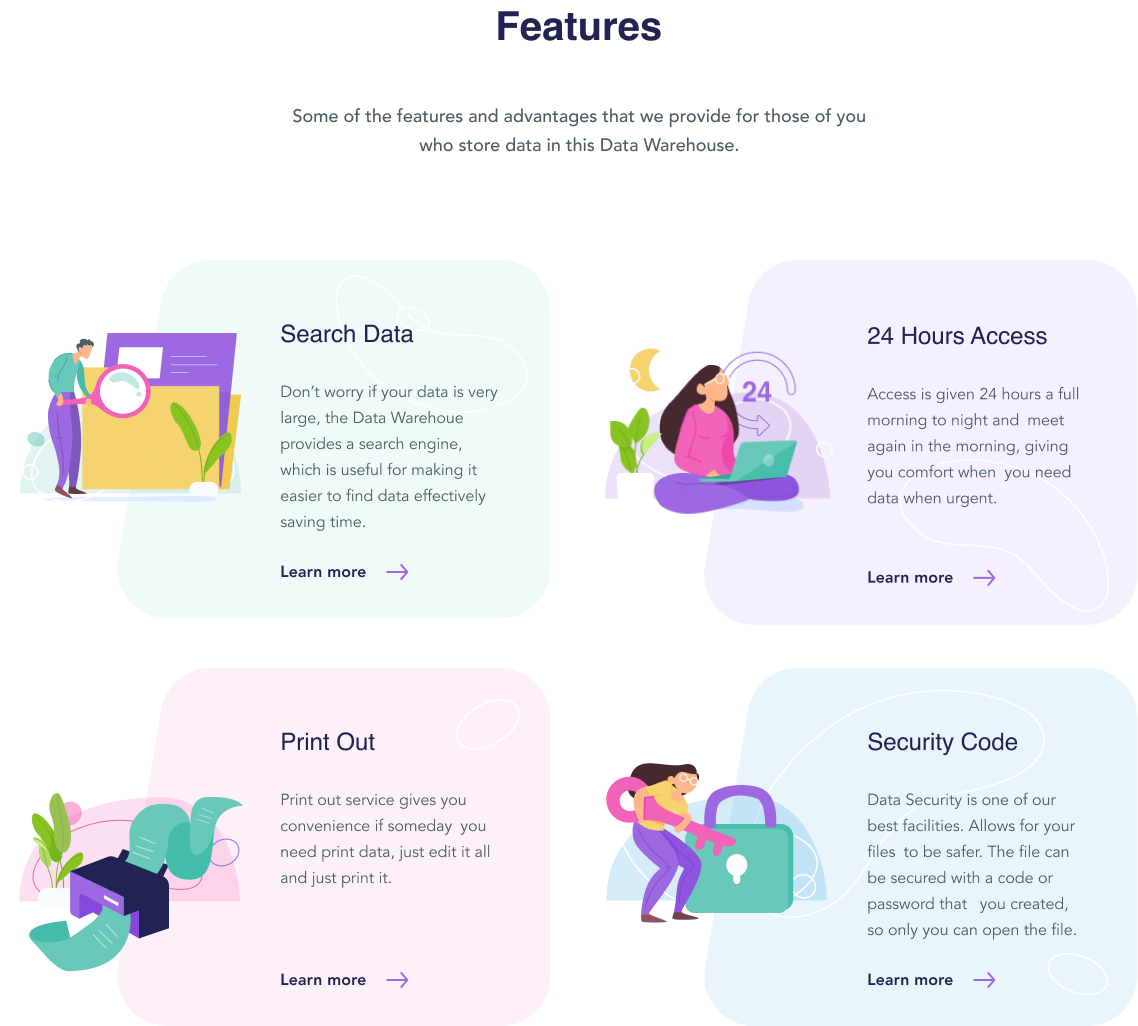 Features
Some of the features and advantages that we provide for those of you
who store data in this Data Warehouse.
Search Data
Don’t worry if your data is very
large, the Data Warehoue
provides a search engine,
which is useful for making it
easier to find data effectively
saving time.
Learn more
24
24 Hours Access
Access is given 24 hours a full
morning to night and  meet
again in the morning, giving
you comfort when  you need
data when urgent.
Learn more
Print Out
Print out service gives you
convenience if someday  you
need print data, just edit it all
and just print it.
Learn more
Security Code
Data Security is one of our
best facilities. Allows for your
files  to be safer. The file can
be secured with a code or
password that   you created,
so only you can open the file.
Learn more